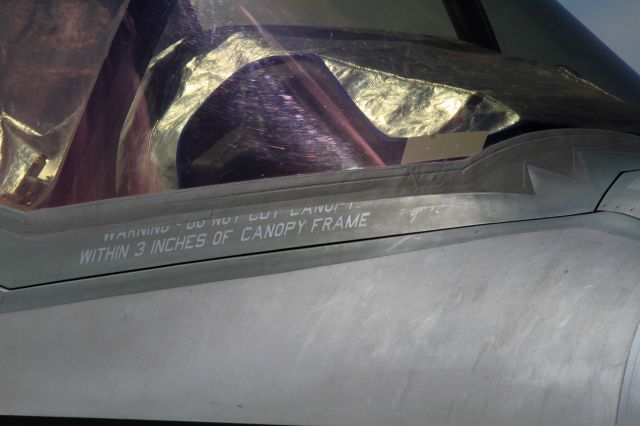 WARNING - DO NOT CUT CANOPY
WITHIN 3 INCHES OF CANOPY FRAME